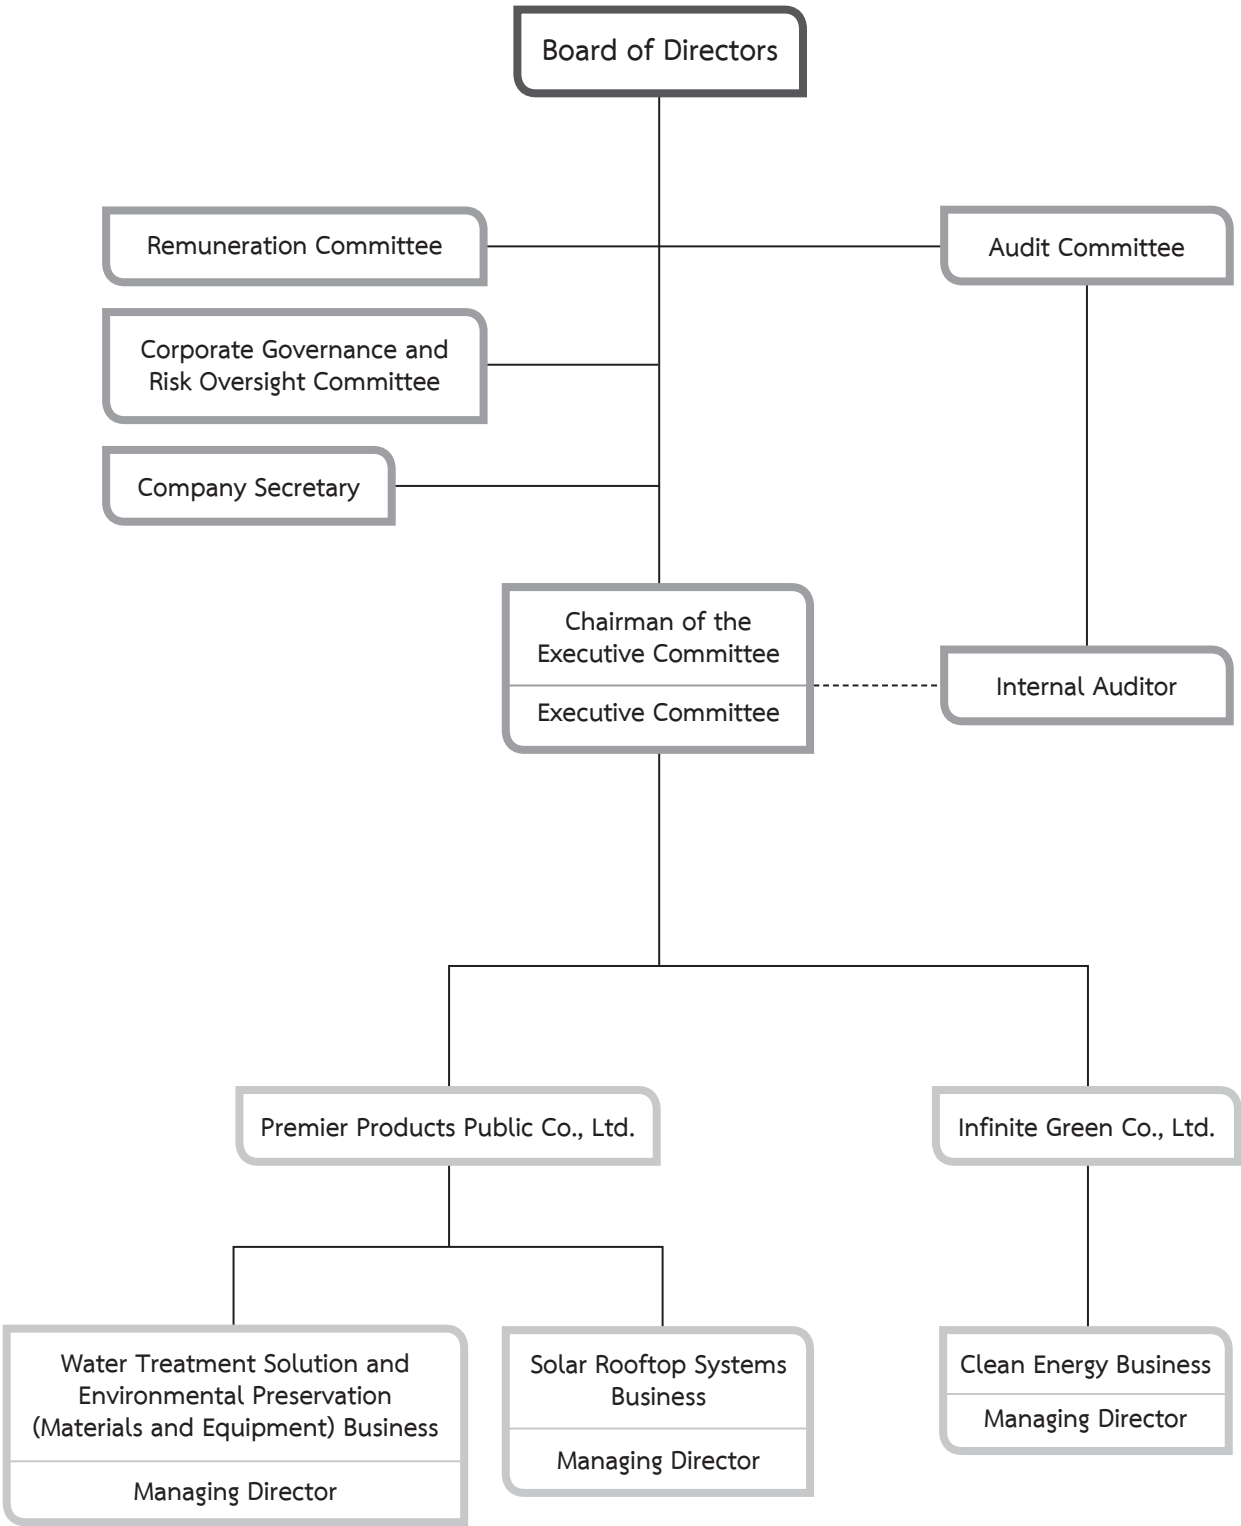 Board of Directors
Remuneration Committee
Audit Committee
Corporate Governance and
Risk Oversight Committee
Company Secretary
Chairman of the
Executive Committee
Executive Committee
Internal Auditor
Premier Products Public Co., Ltd.
Infinite Green Co., Ltd.
Water Treatment Solution and
Environmental Preservation
(Materials and Equipment) Business
Managing Director
Solar Rooftop Systems
Business
Managing Director
Clean Energy Business
Managing Director